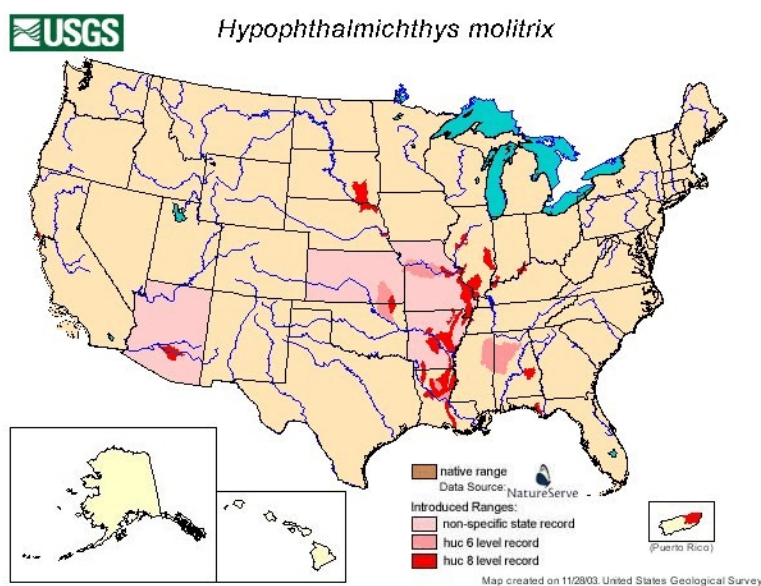 USGS
Hypophthalmichthys molitrix
native range
Data Source: NatureServe
Introduced Ranges:
non-specific state record
huc 6 level record
huc 8 level record
(Puerto Rico)
Map created on 11/28/03. United States Geological Survey